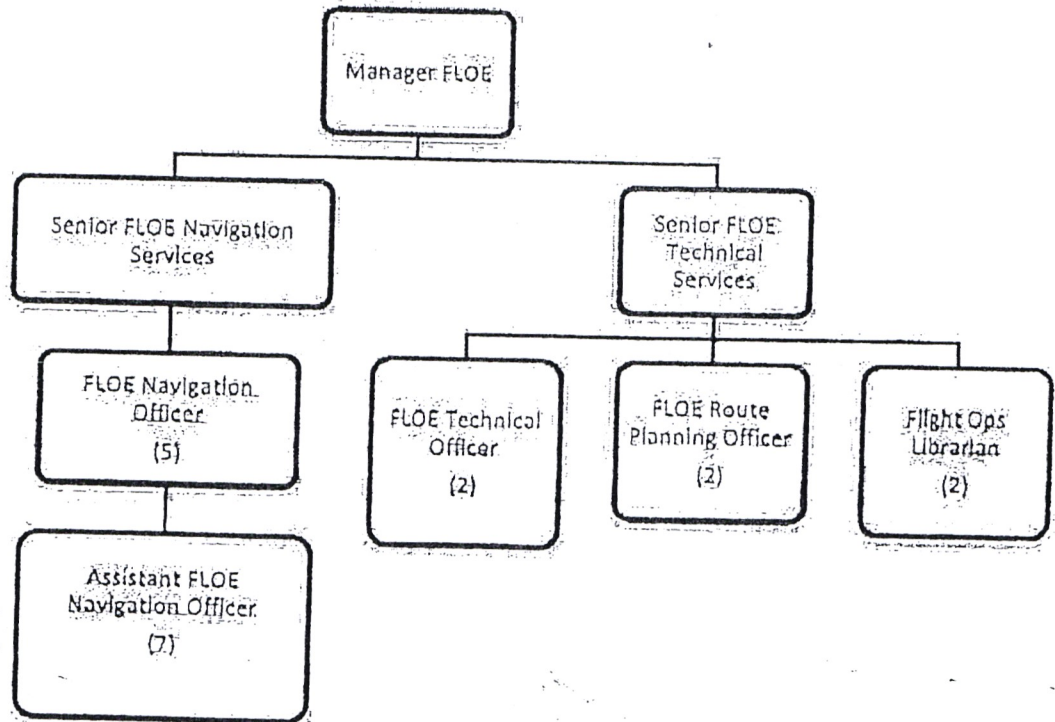 Manager FLOE
Senior FLOE Navigation
Services
Senior FLOE
Technical
Services
FLOE Navigation
Officer
(5)
FLOE Technical
Officer
(2)
FLOE Route
Planning Officer
(2)
Flight Ops
Librarian
(2)
Assistant FLOE
Navigation Officer
(7)